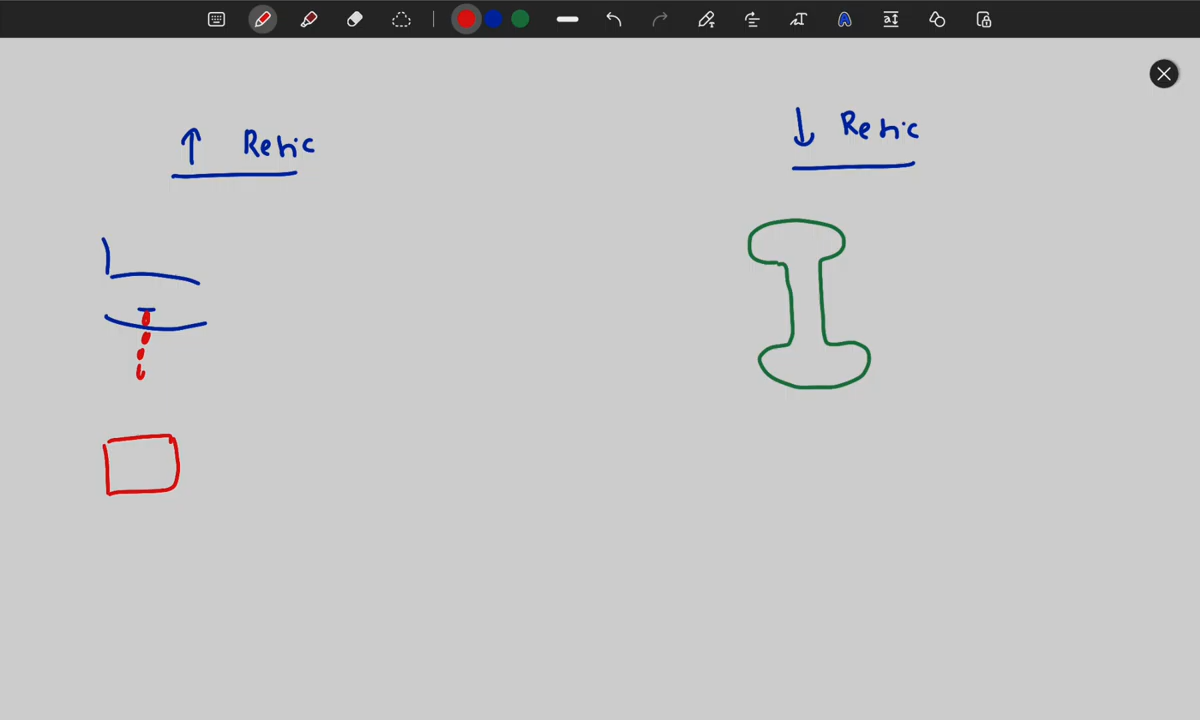 ↑ Retic
↓ Retic